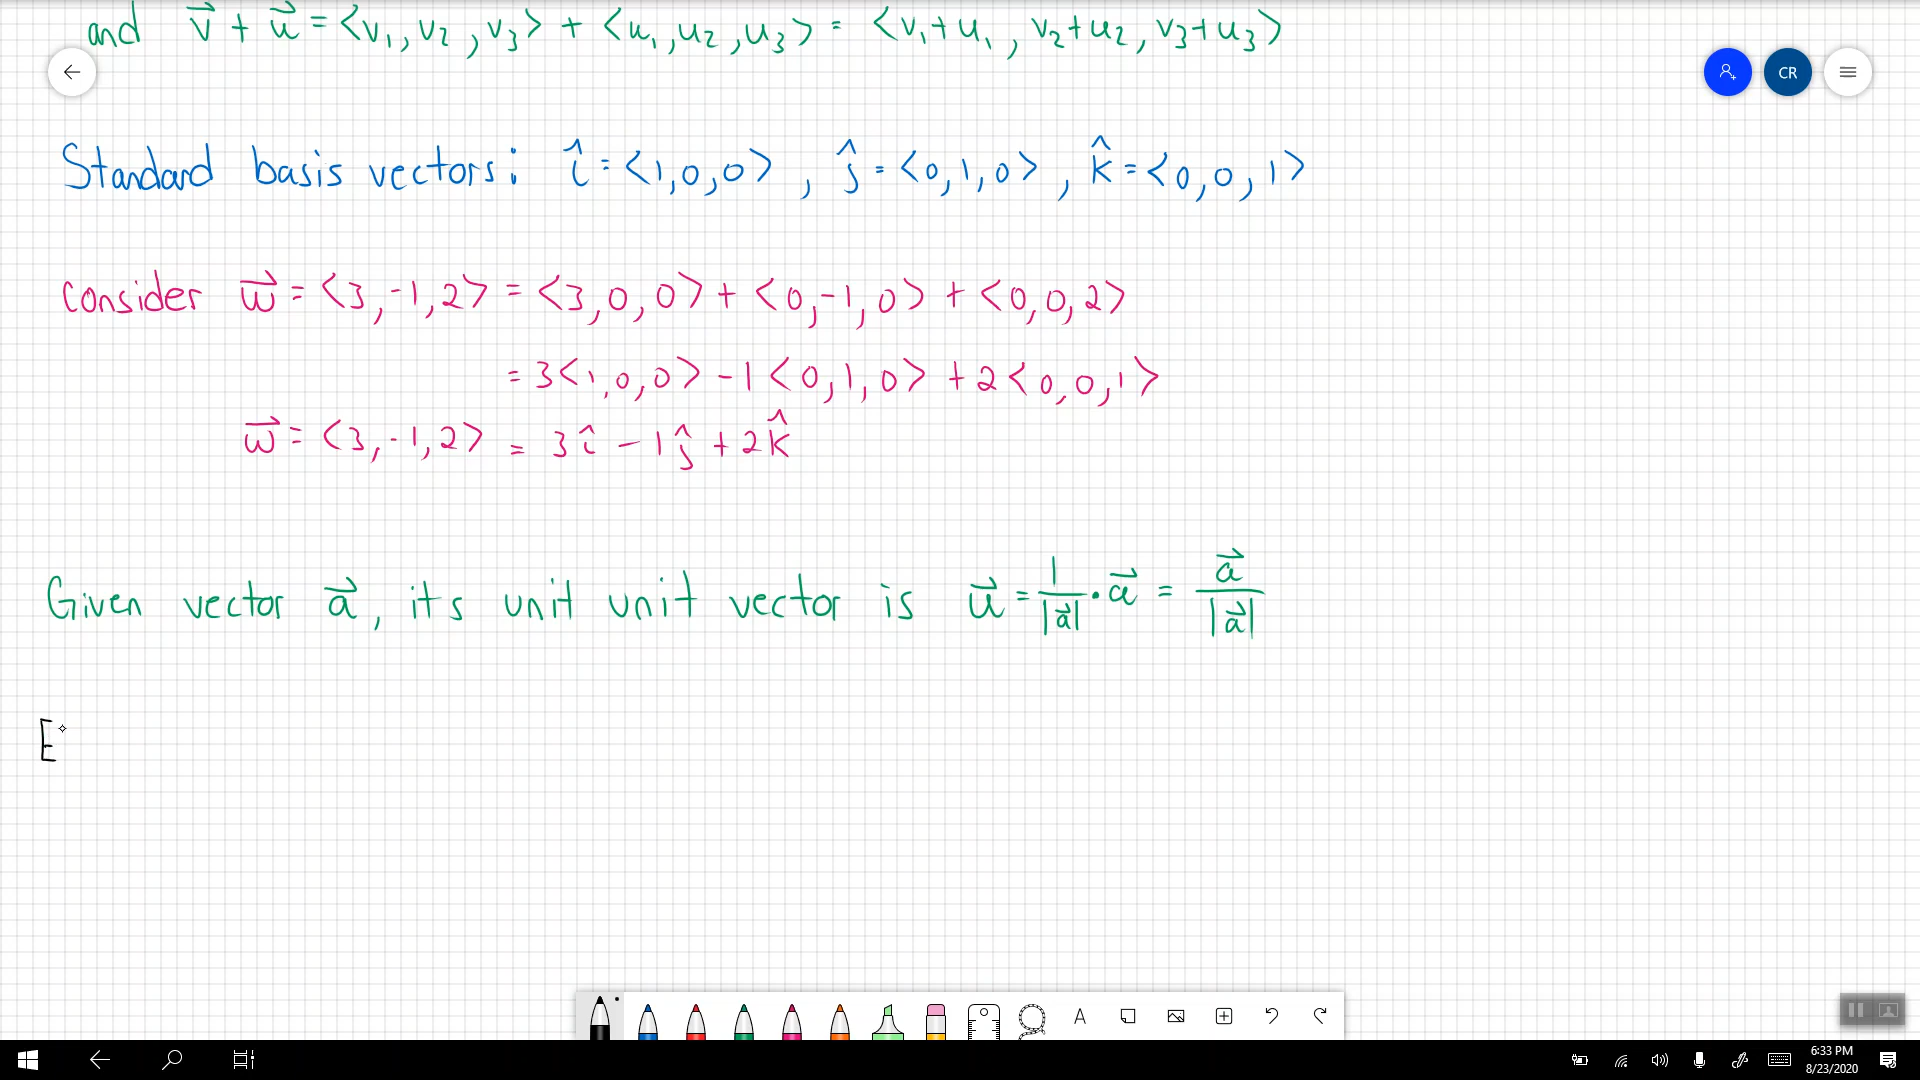 and v⃗ + u⃗ = <v₁, v₂, v₃> + <u₁, u₂, u₃> = <v₁+u₁, v₂+u₂, v₃+u₃>
CR
Standard basis vectors: î = <1,0,0>, ĵ = <0,1,0>, k̂ = <0,0,1>
consider w⃗ = <3,-1,2> = <3,0,0> + <0,-1,0> + <0,0,2>
= 3<1,0,0> - 1<0,1,0> + 2<0,0,1>
w⃗ = <3,-1,2> = 3î - 1ĵ + 2k̂
Given vector a⃗, its unit unit vector is u⃗ = 1/|a⃗| · a⃗ = a⃗/|a⃗|
E
A
6:33 PM
8/23/2020